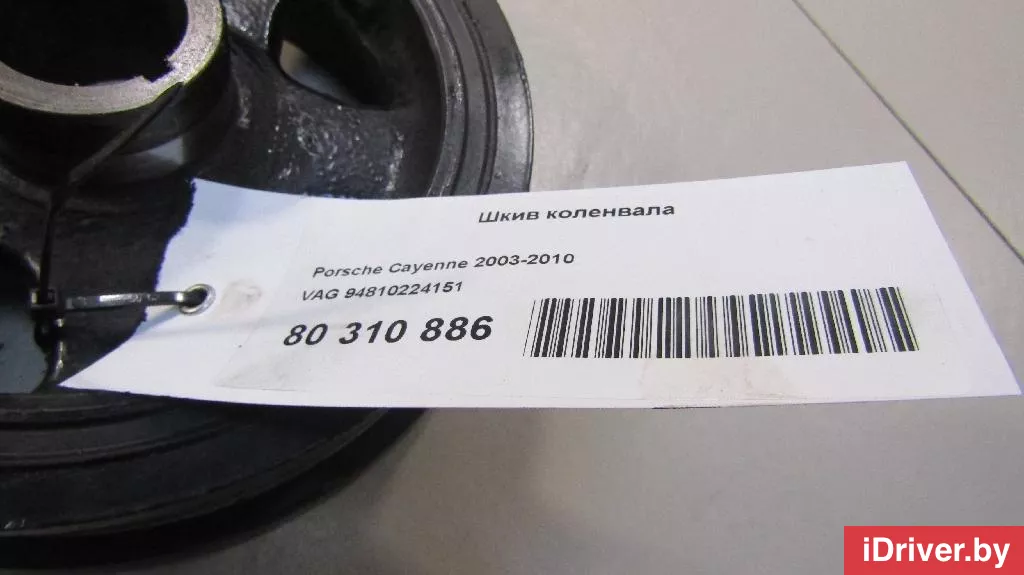 Шкив коленвала
Porsche Cayenne 2003-2010
VAG 94810224151
80 310 886
iDriver.by